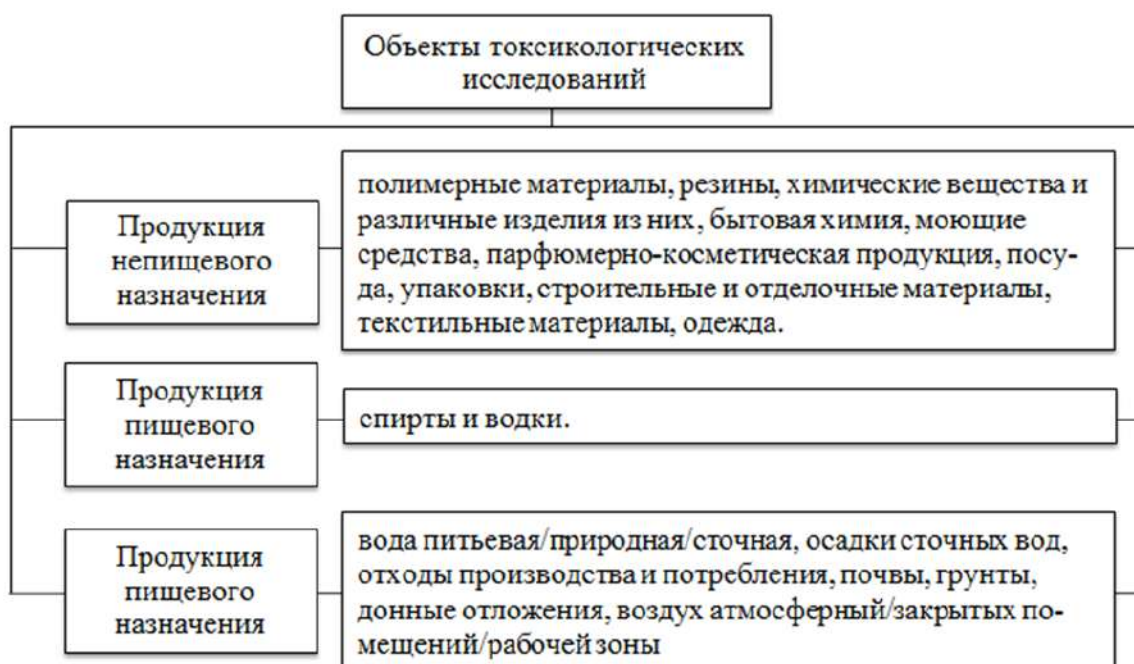 Объекты токсикологических
исследований
Продукция
непищевого
назначения
полимерные материалы, резины, химические вещества и
различные изделия из них, бытовая химия, моющие
средства, парфюмерно-косметическая продукция, посу-
да, упаковки, строительные и отделочные материалы,
текстильные материалы, одежда.
Продукция
пищевого
назначения
спирты и водки.
Продукция
пищевого
назначения
вода питьевая/природная/сточная, осадки сточных вод,
отходы производства и потребления, почвы, грунты,
донные отложения, воздух атмосферный/закрытых по-
мещений/рабочей зоны